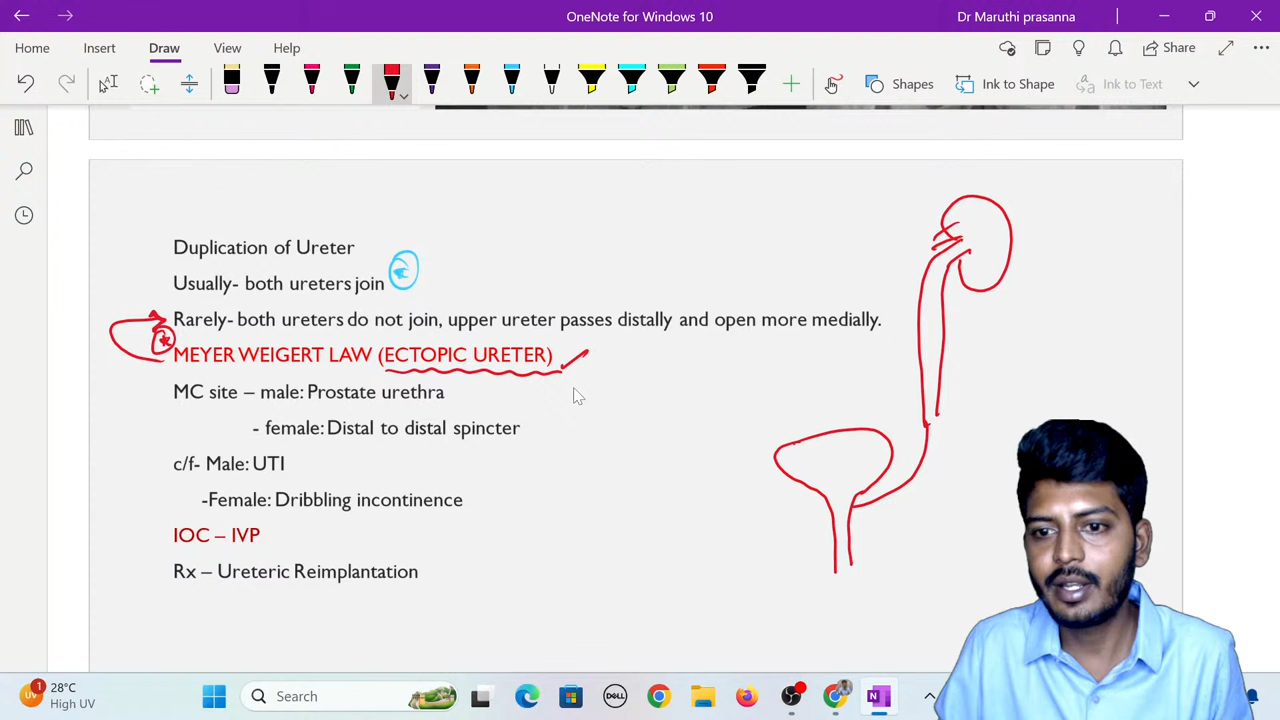 OneNote for Windows 10
Dr Maruthi prasanna
Home
Insert
Draw
View
Help
Share
Shapes
Ink to Shape
Ink to Text
Duplication of Ureter
Usually- both ureters join
Rarely- both ureters do not join, upper ureter passes distally and open more medially.
MEYER WEIGERT LAW (ECTOPIC URETER)
MC site – male: Prostate urethra
- female: Distal to distal spincter
c/f- Male: UTI
-Female: Dribbling incontinence
IOC – IVP
Rx – Ureteric Reimplantation
1
28°C
High UV
UV
Search
DELL
N